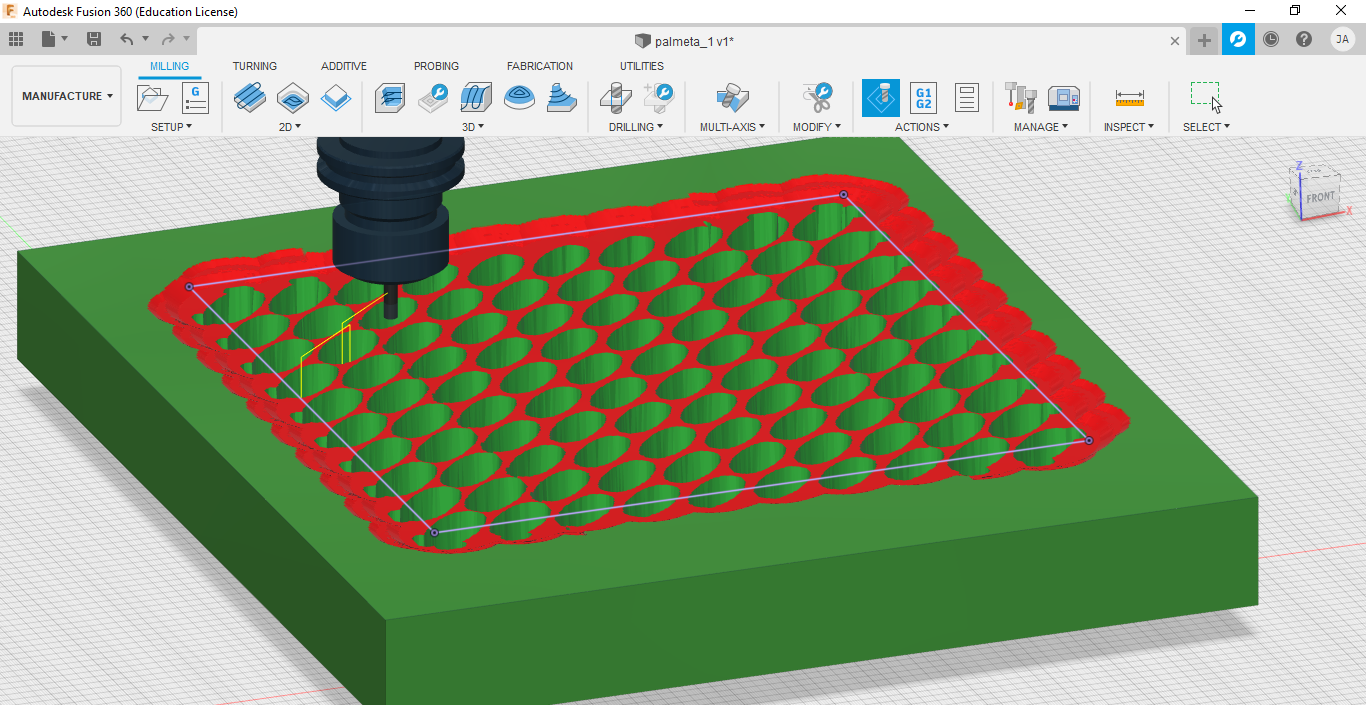 F Autodesk Fusion 360 (Education License)
palmeta_1 v1*
JA
MILLING TURNING ADDITIVE PROBING FABRICATION UTILITIES
MANUFACTURE
G
G1
G2
SETUP 2D 3D DRILLING MULTI-AXIS MODIFY ACTIONS MANAGE INSPECT SELECT
Z
FRONT
X